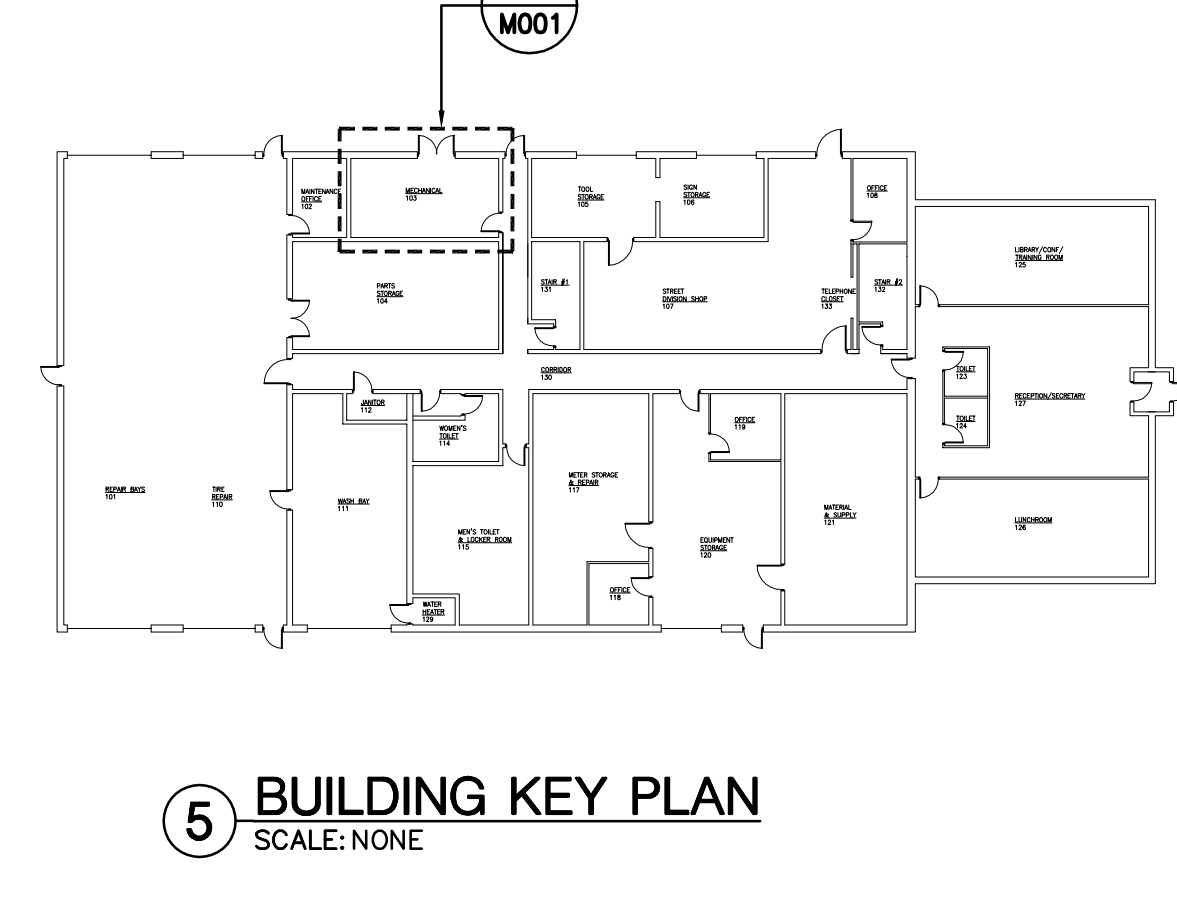 M001
MAINTENANCE
OFFICE
102
MECHANICAL
103
TOOL
STORAGE
105
SIGN
STORAGE
106
OFFICE
108
LIBRARY/CONF/
TRAINING ROOM
125
PARTS
STORAGE
104
STAIR #1
131
STREET
DIVISION SHOP
107
TELEPHONE
CLOSET
133
STAIR #2
132
CORRIDOR
130
TOILET
123
TOILET
124
RECEPTION/SECRETARY
127
JANITOR
112
WOMEN'S
TOILET
114
OFFICE
119
REPAIR BAYS
101
TIRE
REPAIR
110
WASH BAY
111
METER STORAGE
& REPAIR
117
MATERIAL
& SUPPLY
121
LUNCHROOM
126
MEN'S TOILET
& LOCKER ROOM
115
EQUIPMENT
STORAGE
120
OFFICE
118
WATER
HEATER
129
5
BUILDING KEY PLAN
SCALE: NONE